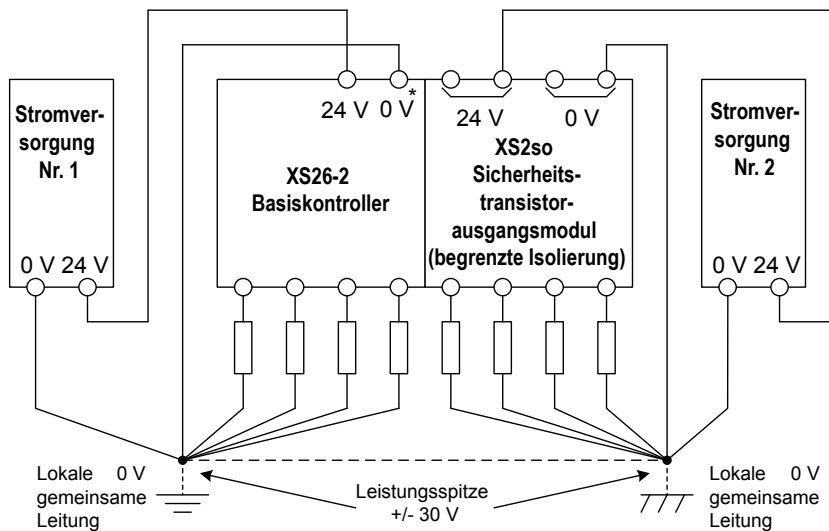 Stromver-
sorgung
Nr. 1
0 V 24 V
24 V 0 V *
XS26-2
Basiskontroller
24 V 0 V
XS2so
Sicherheits-
transistor-
ausgangsmodul
(begrenzte Isolierung)
Stromver-
sorgung
Nr. 2
0 V 24 V
Lokale 0 V
gemeinsame
Leitung
Leistungsspitze
+/- 30 V
Lokale 0 V
gemeinsame
Leitung